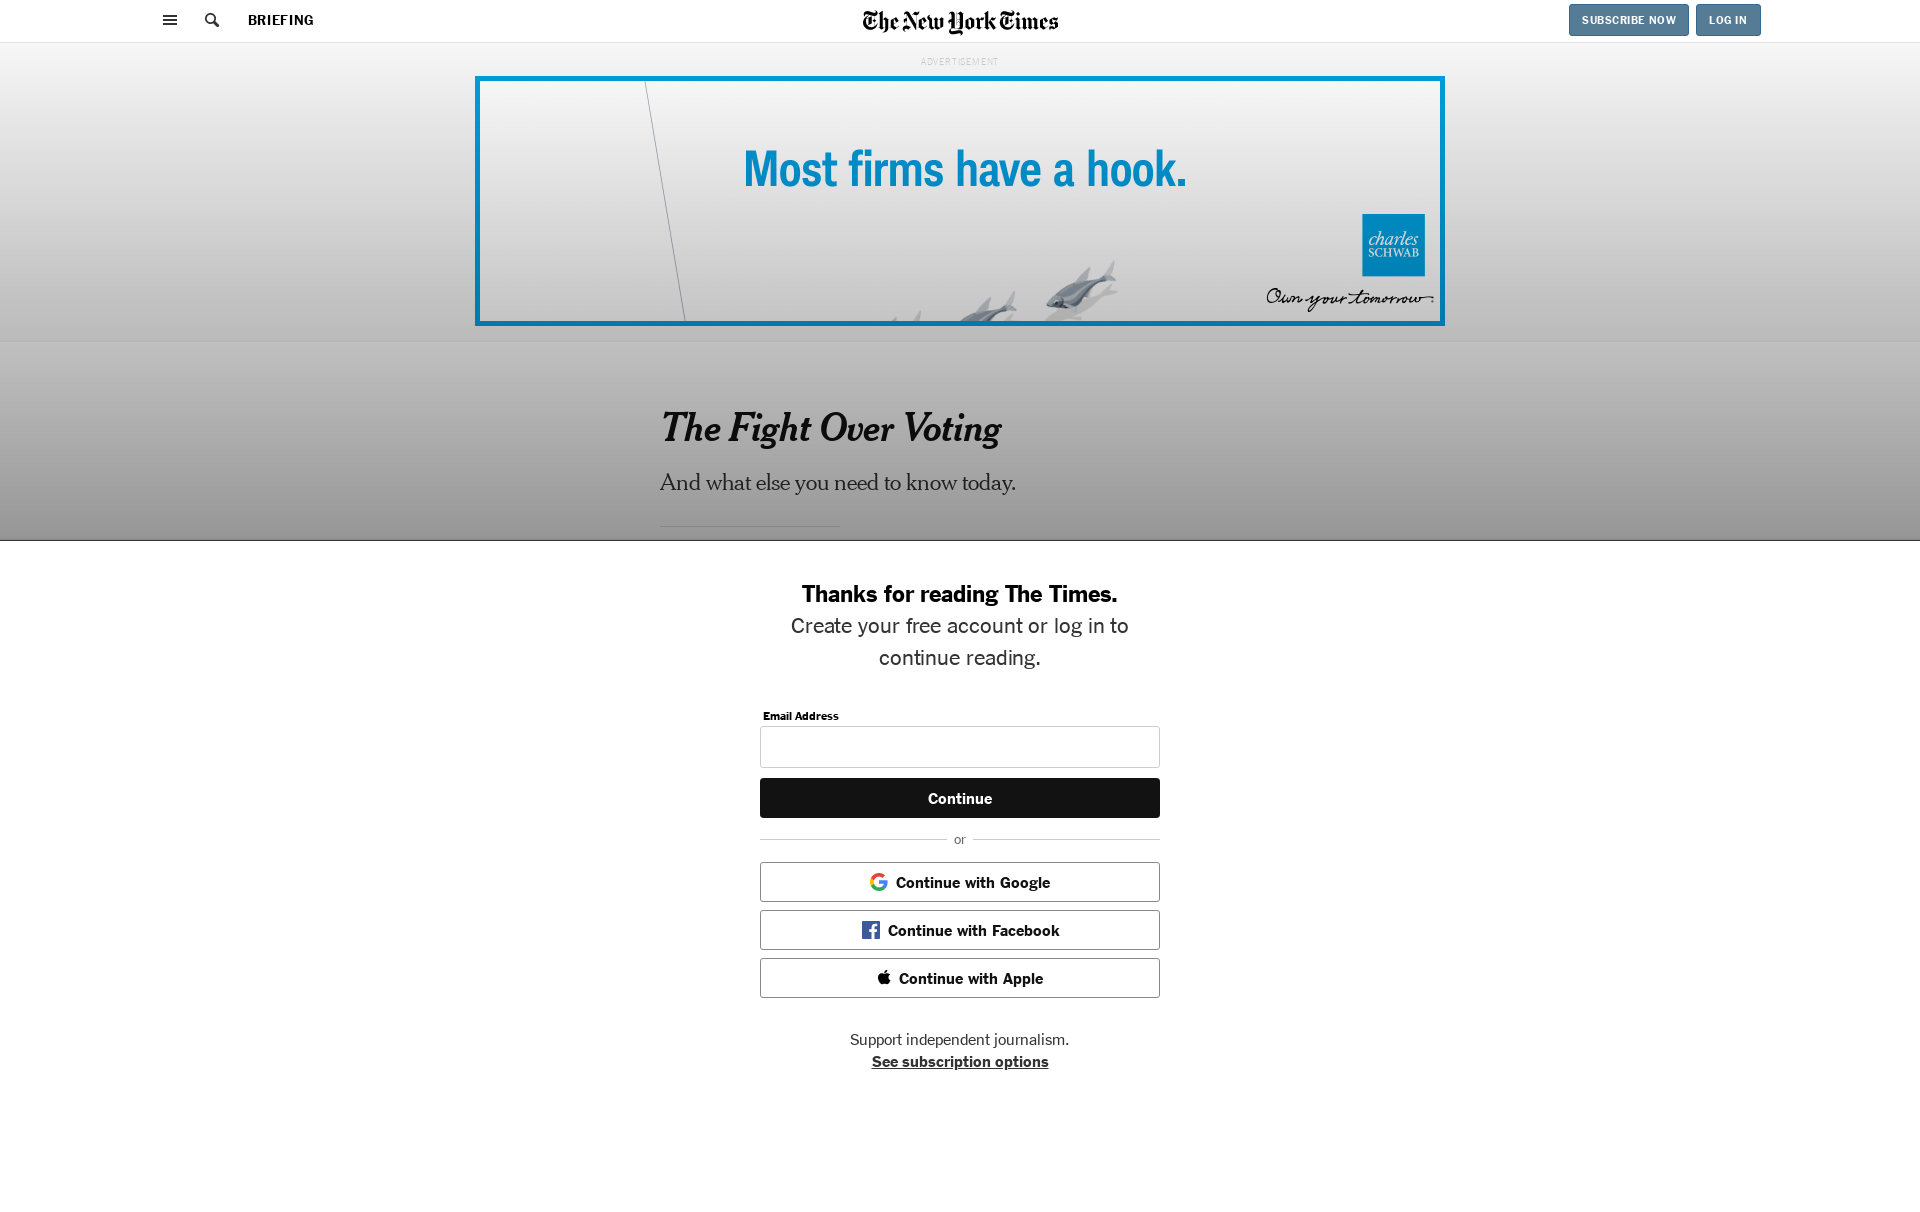 BRIEFING
The New York Times
SUBSCRIBE NOW
LOG IN
ADVERTISEMENT
Most firms have a hook.
charles
SCHWAB
Own your tomorrow
The Fight Over Voting
And what else you need to know today.
Thanks for reading The Times.
Create your free account or log in to
continue reading.
Email Address
Continue
or
Continue with Google
Continue with Facebook
Continue with Apple
Support independent journalism.
See subscription options